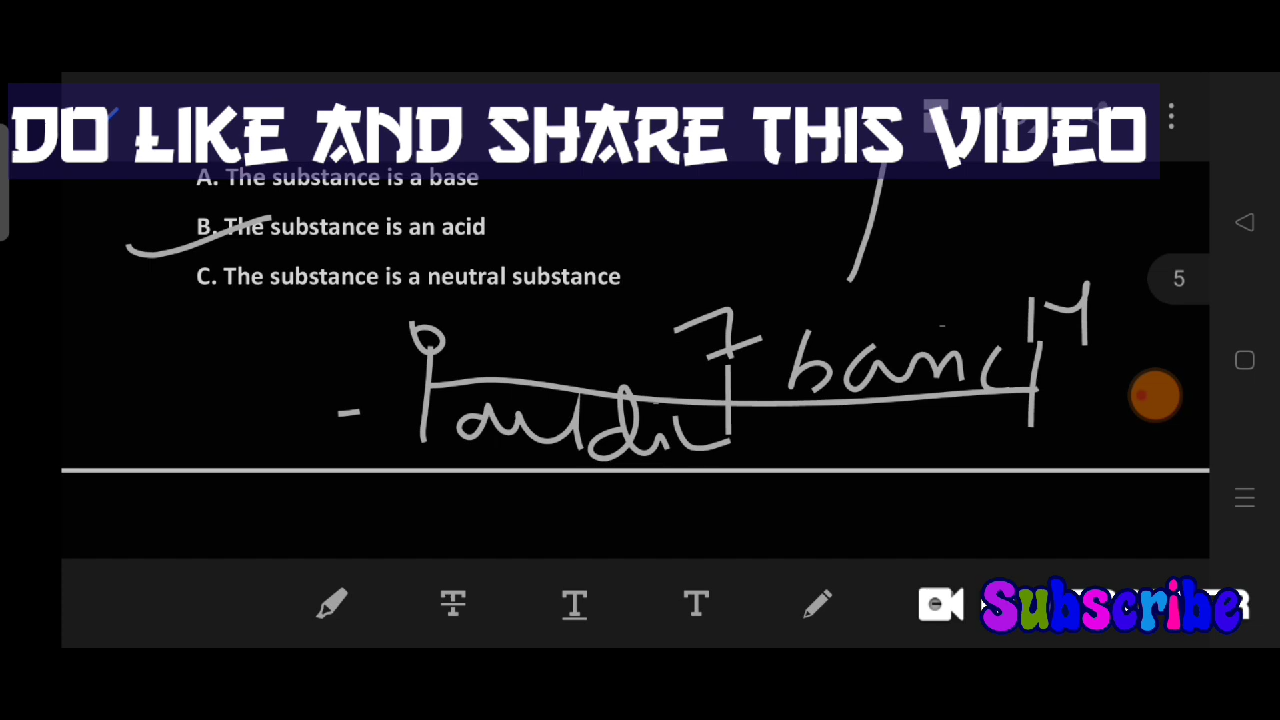 DO LIKE AND SHARE THIS VIDEO
A. The substance is a base
B. The substance is an acid
C. The substance is a neutral substance
5
0 7 14
T T T
Subscribe
R